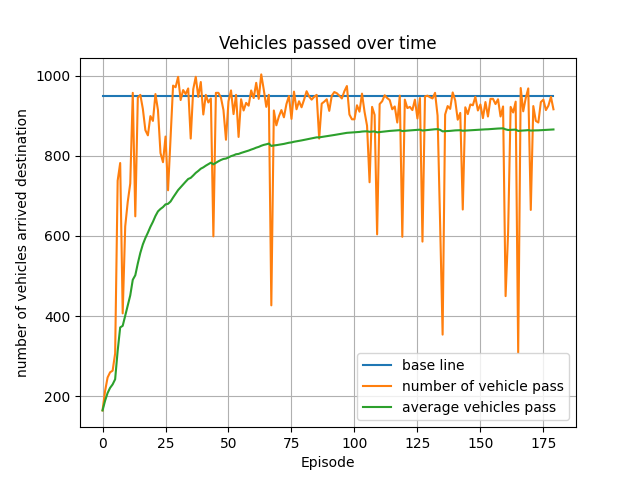 Vehicles passed over time
number of vehicles arrived destination
1000
800
600
400
200
base line
number of vehicle pass
average vehicles pass
0 25 50 75 100 125 150 175
Episode